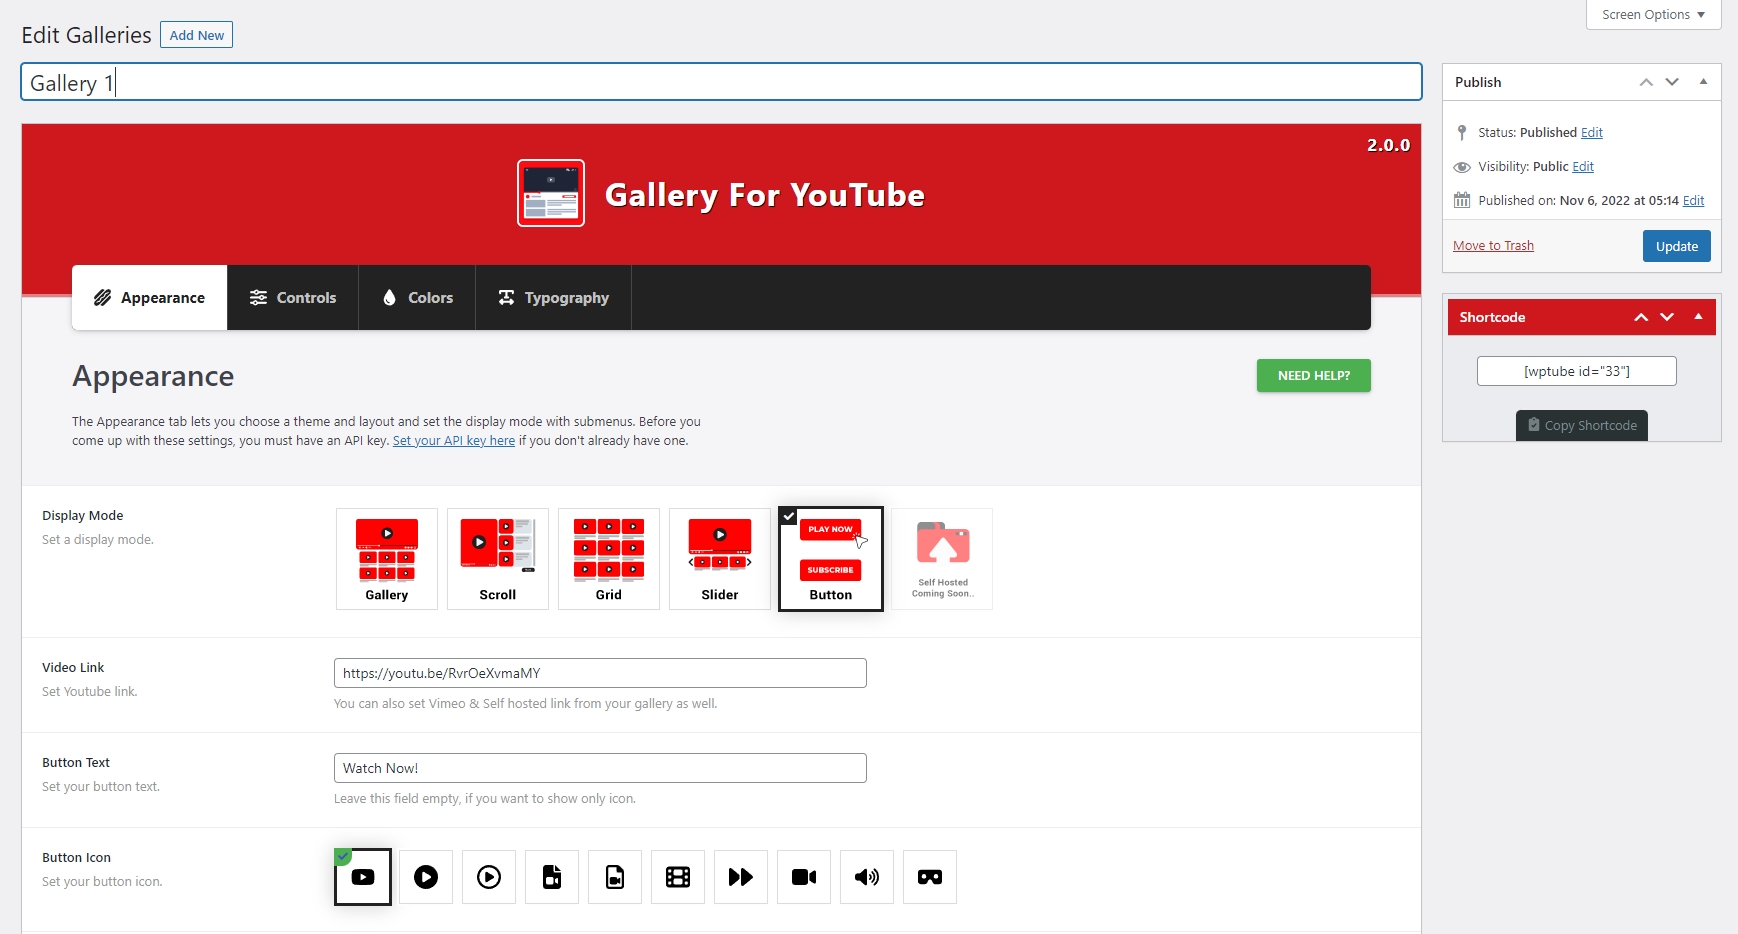 Screen Options
Edit Galleries Add New
Gallery 1
2.0.0
Gallery For YouTube
Appearance Controls Colors Typography
Appearance
NEED HELP?
The Appearance tab lets you choose a theme and layout and set the display mode with submenus. Before you
come up with these settings, you must have an API key. Set your API key here if you don't already have one.
Display Mode
Set a display mode.
Gallery
Scroll
Grid
Slider
PLAY NOW
SUBSCRIBE
Button
Self Hosted
Coming Soon..
Video Link
Set Youtube link.
https://youtu.be/RvrOeXvmaMY
You can also set Vimeo & Self hosted link from your gallery as well.
Button Text
Set your button text.
Watch Now!
Leave this field empty, if you want to show only icon.
Button Icon
Set your button icon.
Publish
Status: Published Edit
Visibility: Public Edit
Published on: Nov 6, 2022 at 05:14 Edit
Move to Trash Update
Shortcode
[wptube id="33"]
Copy Shortcode